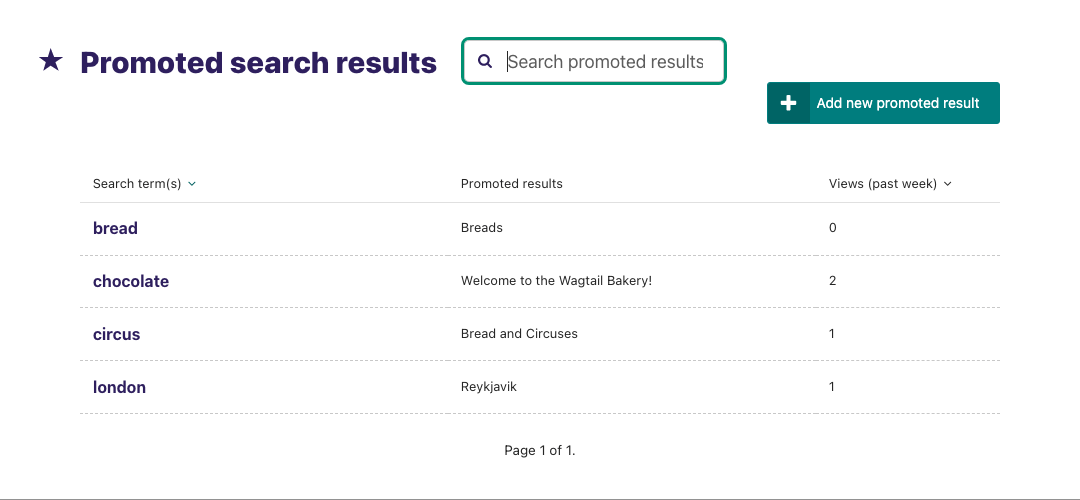 Promoted search results
Search promoted results
Add new promoted result
Search term(s) Promoted results Views (past week)
bread Breads 0
chocolate Welcome to the Wagtail Bakery! 2
circus Bread and Circuses 1
london Reykjavik 1
Page 1 of 1.